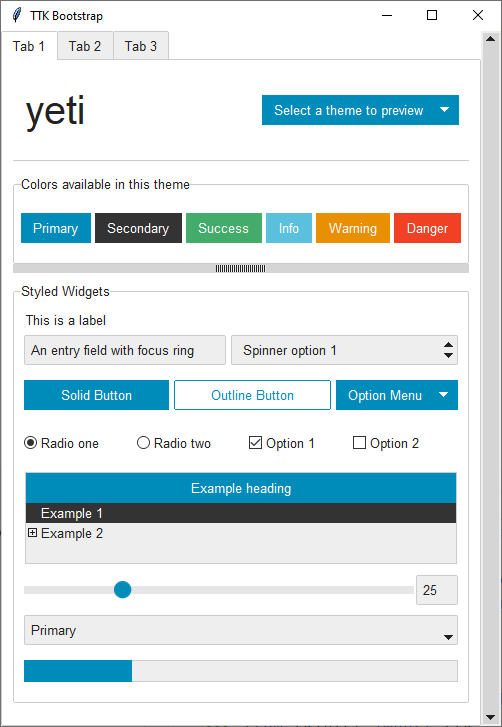 TTK Bootstrap
Tab 1 Tab 2 Tab 3
yeti Select a theme to preview
Colors available in this theme
Primary Secondary Success Info Warning Danger
Styled Widgets
This is a label
An entry field with focus ring Spinner option 1
Solid Button Outline Button Option Menu
Radio one Radio two Option 1 Option 2
Example heading
Example 1
Example 2
25
Primary